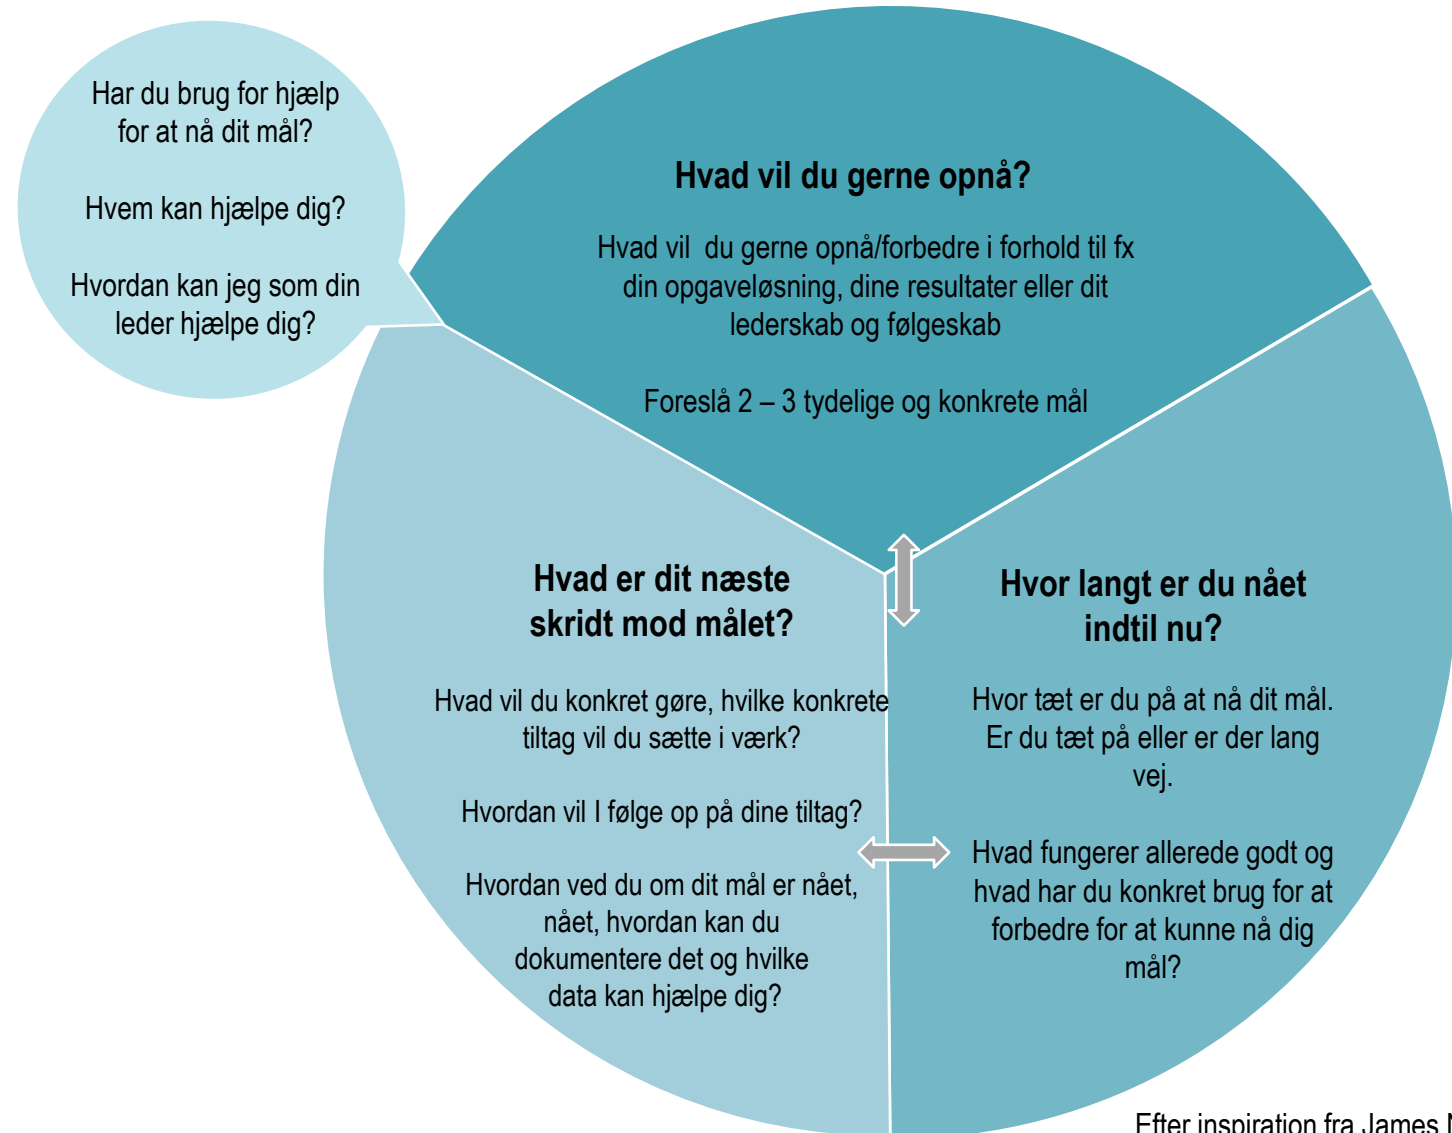 Har du brug for hjælp
for at nå dit mål?
Hvem kan hjælpe dig?
Hvordan kan jeg som din
leder hjælpe dig?
Hvad vil du gerne opnå?
Hvad vil du gerne opnå/forbedre i forhold til fx
din opgaveløsning, dine resultater eller dit
lederskab og følgeskab
Foreslå 2 – 3 tydelige og konkrete mål
Hvad er dit næste
skridt mod målet?
Hvad vil du konkret gøre, hvilke konkrete
tiltag vil du sætte i værk?
Hvordan vil I følge op på dine tiltag?
Hvordan ved du om dit mål er nået,
nået, hvordan kan du
dokumentere det og hvilke
data kan hjælpe dig?
Hvor langt er du nået
indtil nu?
Hvor tæt er du på at nå dit mål.
Er du tæt på eller er der lang
vej.
Hvad fungerer allerede godt og
hvad har du konkret brug for at
forbedre for at kunne nå dig
mål?
Efter inspiration fra James